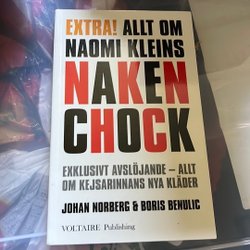 EXTRA! ALLT OM
NAOMI KLEINS
NAKEN
CHOCK
EXKLUSIVT AVSLÖJANDE – ALLT
OM KEJSARINNANS NYA KLÄDER
JOHAN NORBERG & BORIS BENULIC
VOLTAIRE Publishing